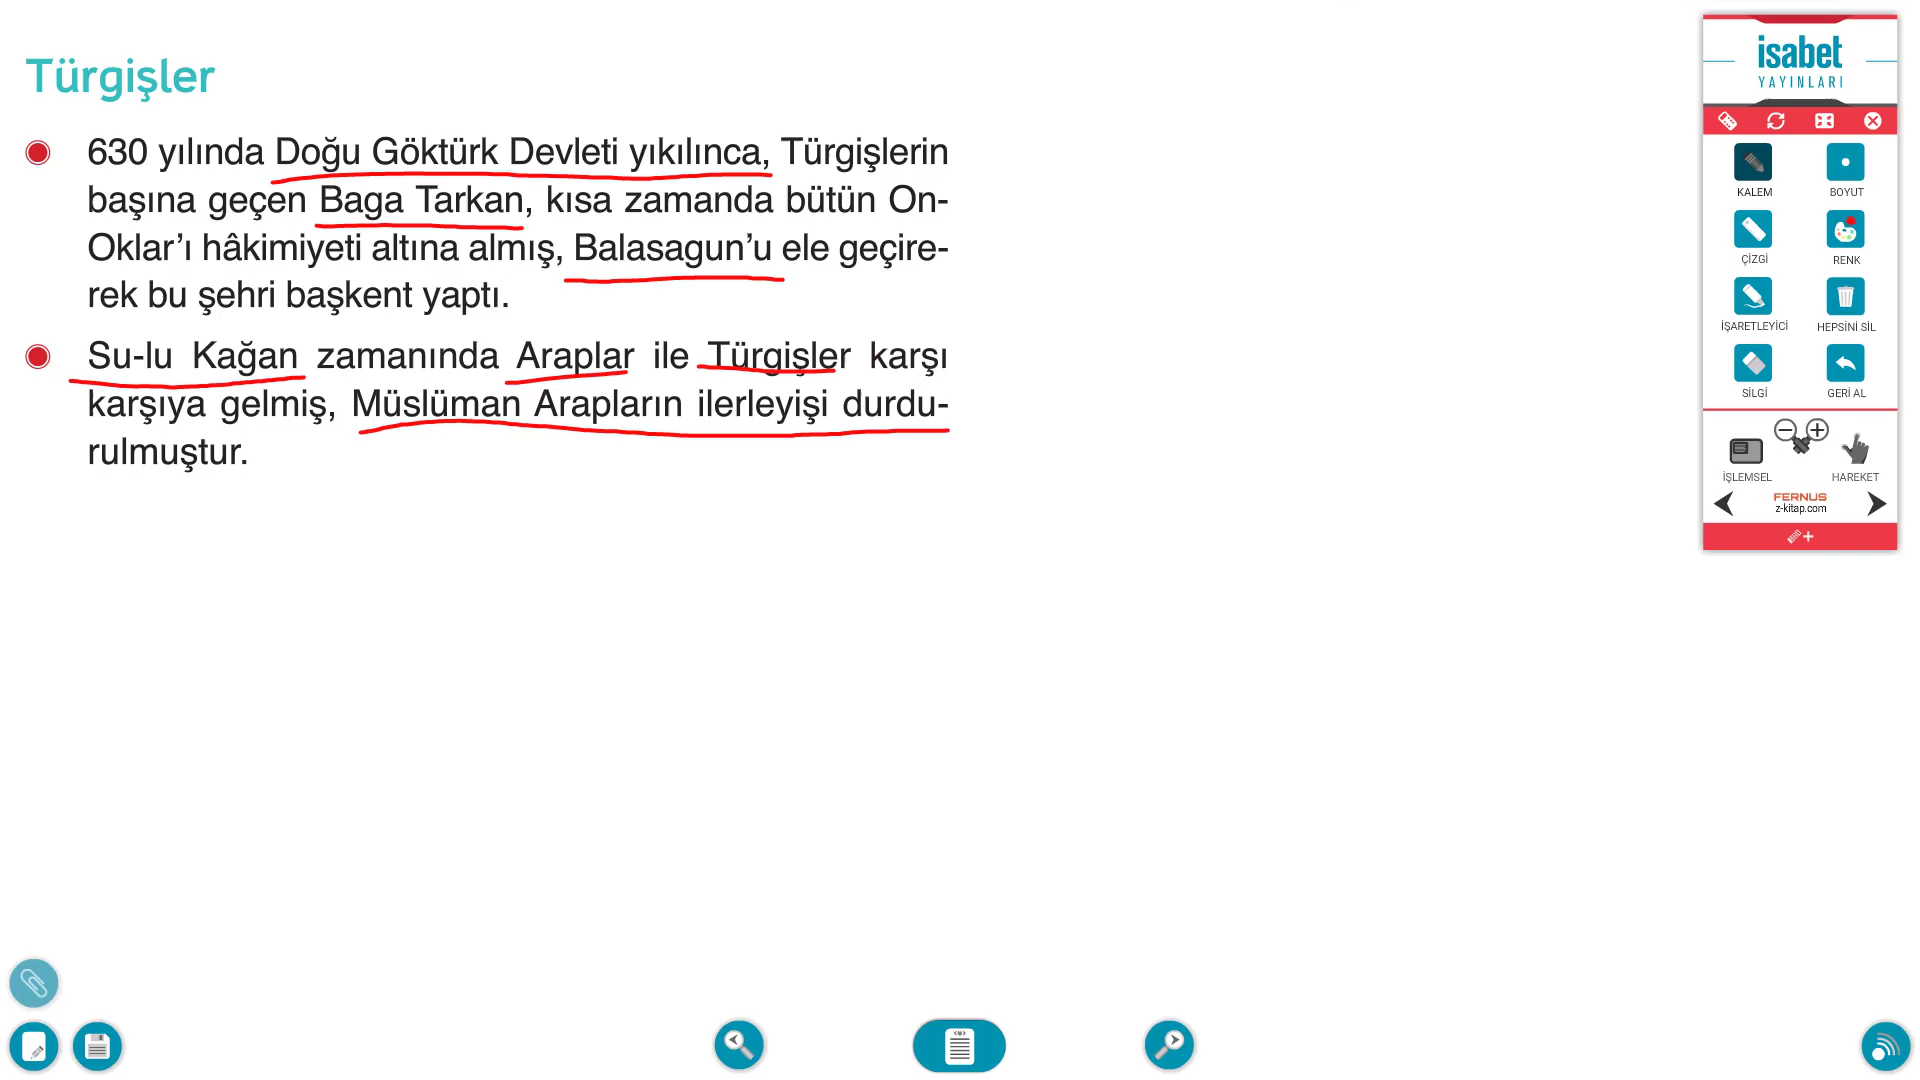 Türgişler
630 yılında Doğu Göktürk Devleti yıkılınca, Türgişlerin
başına geçen Baga Tarkan, kısa zamanda bütün On-
Oklar’ı hâkimiyeti altına almış, Balasagun’u ele geçire-
rek bu şehri başkent yaptı.
Su-lu Kağan zamanında Araplar ile Türgişler karşı
karşıya gelmiş, Müslüman Arapların ilerleyişi durdu-
rulmuştur.
isabet
YAYINLARI
KALEM BOYUT
ÇİZGİ RENK
İŞARETLEYİCİ HEPSİNİ SİL
SİLGİ GERİ AL
İŞLEMSEL HAREKET
FERNUS
z-kitap.com